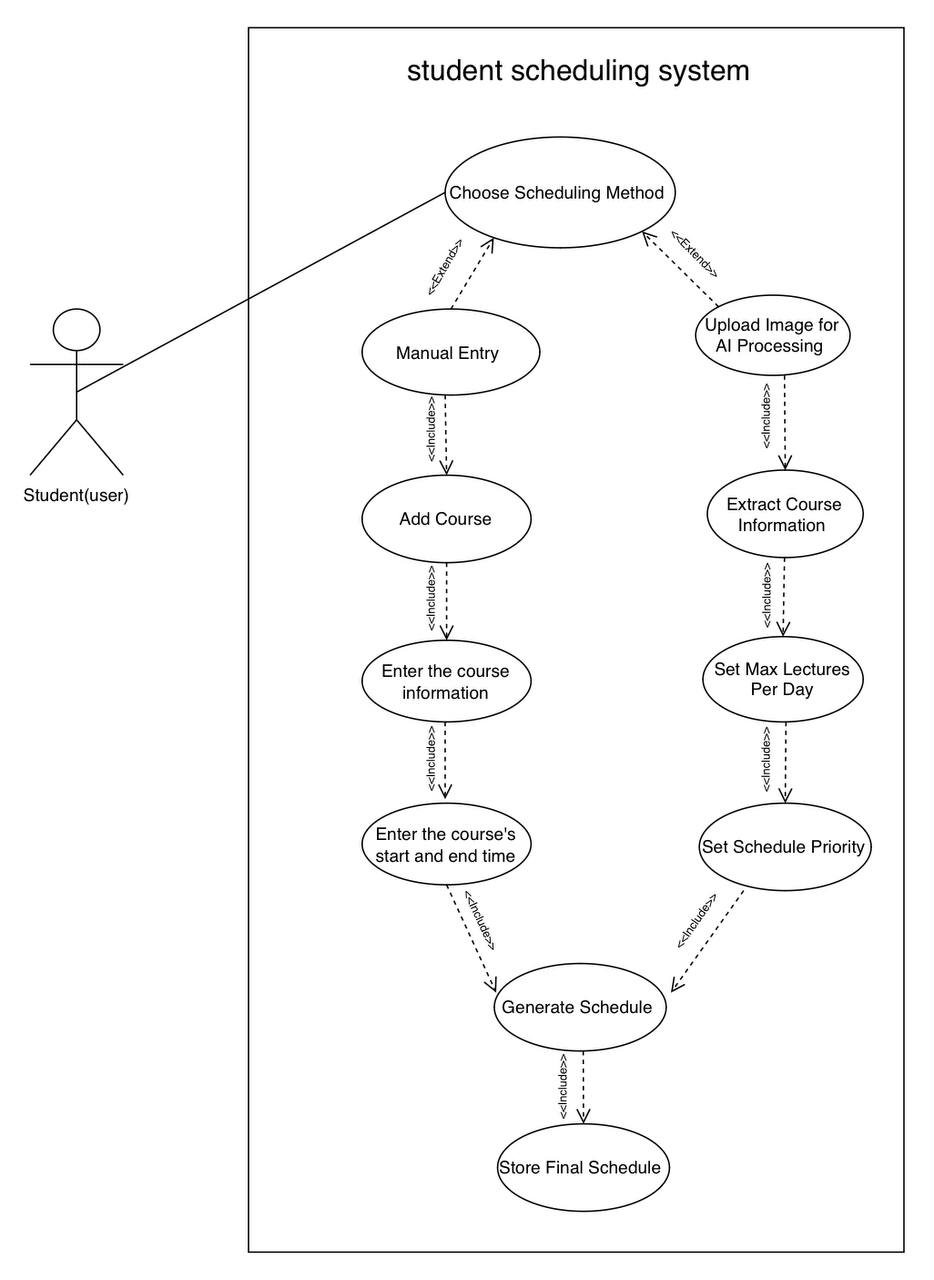 student scheduling system
Choose Scheduling Method
<<Extend>>
<<Extend>>
Manual Entry
Upload Image for
AI Processing
<<Include>>
<<Include>>
Student(user)
Add Course
Extract Course
Information
<<Include>>
<<Include>>
Enter the course
information
Set Max Lectures
Per Day
<<Include>>
<<Include>>
Enter the course's
start and end time
Set Schedule Priority
<<Include>>
<<Include>>
Generate Schedule
<<Include>>
Store Final Schedule